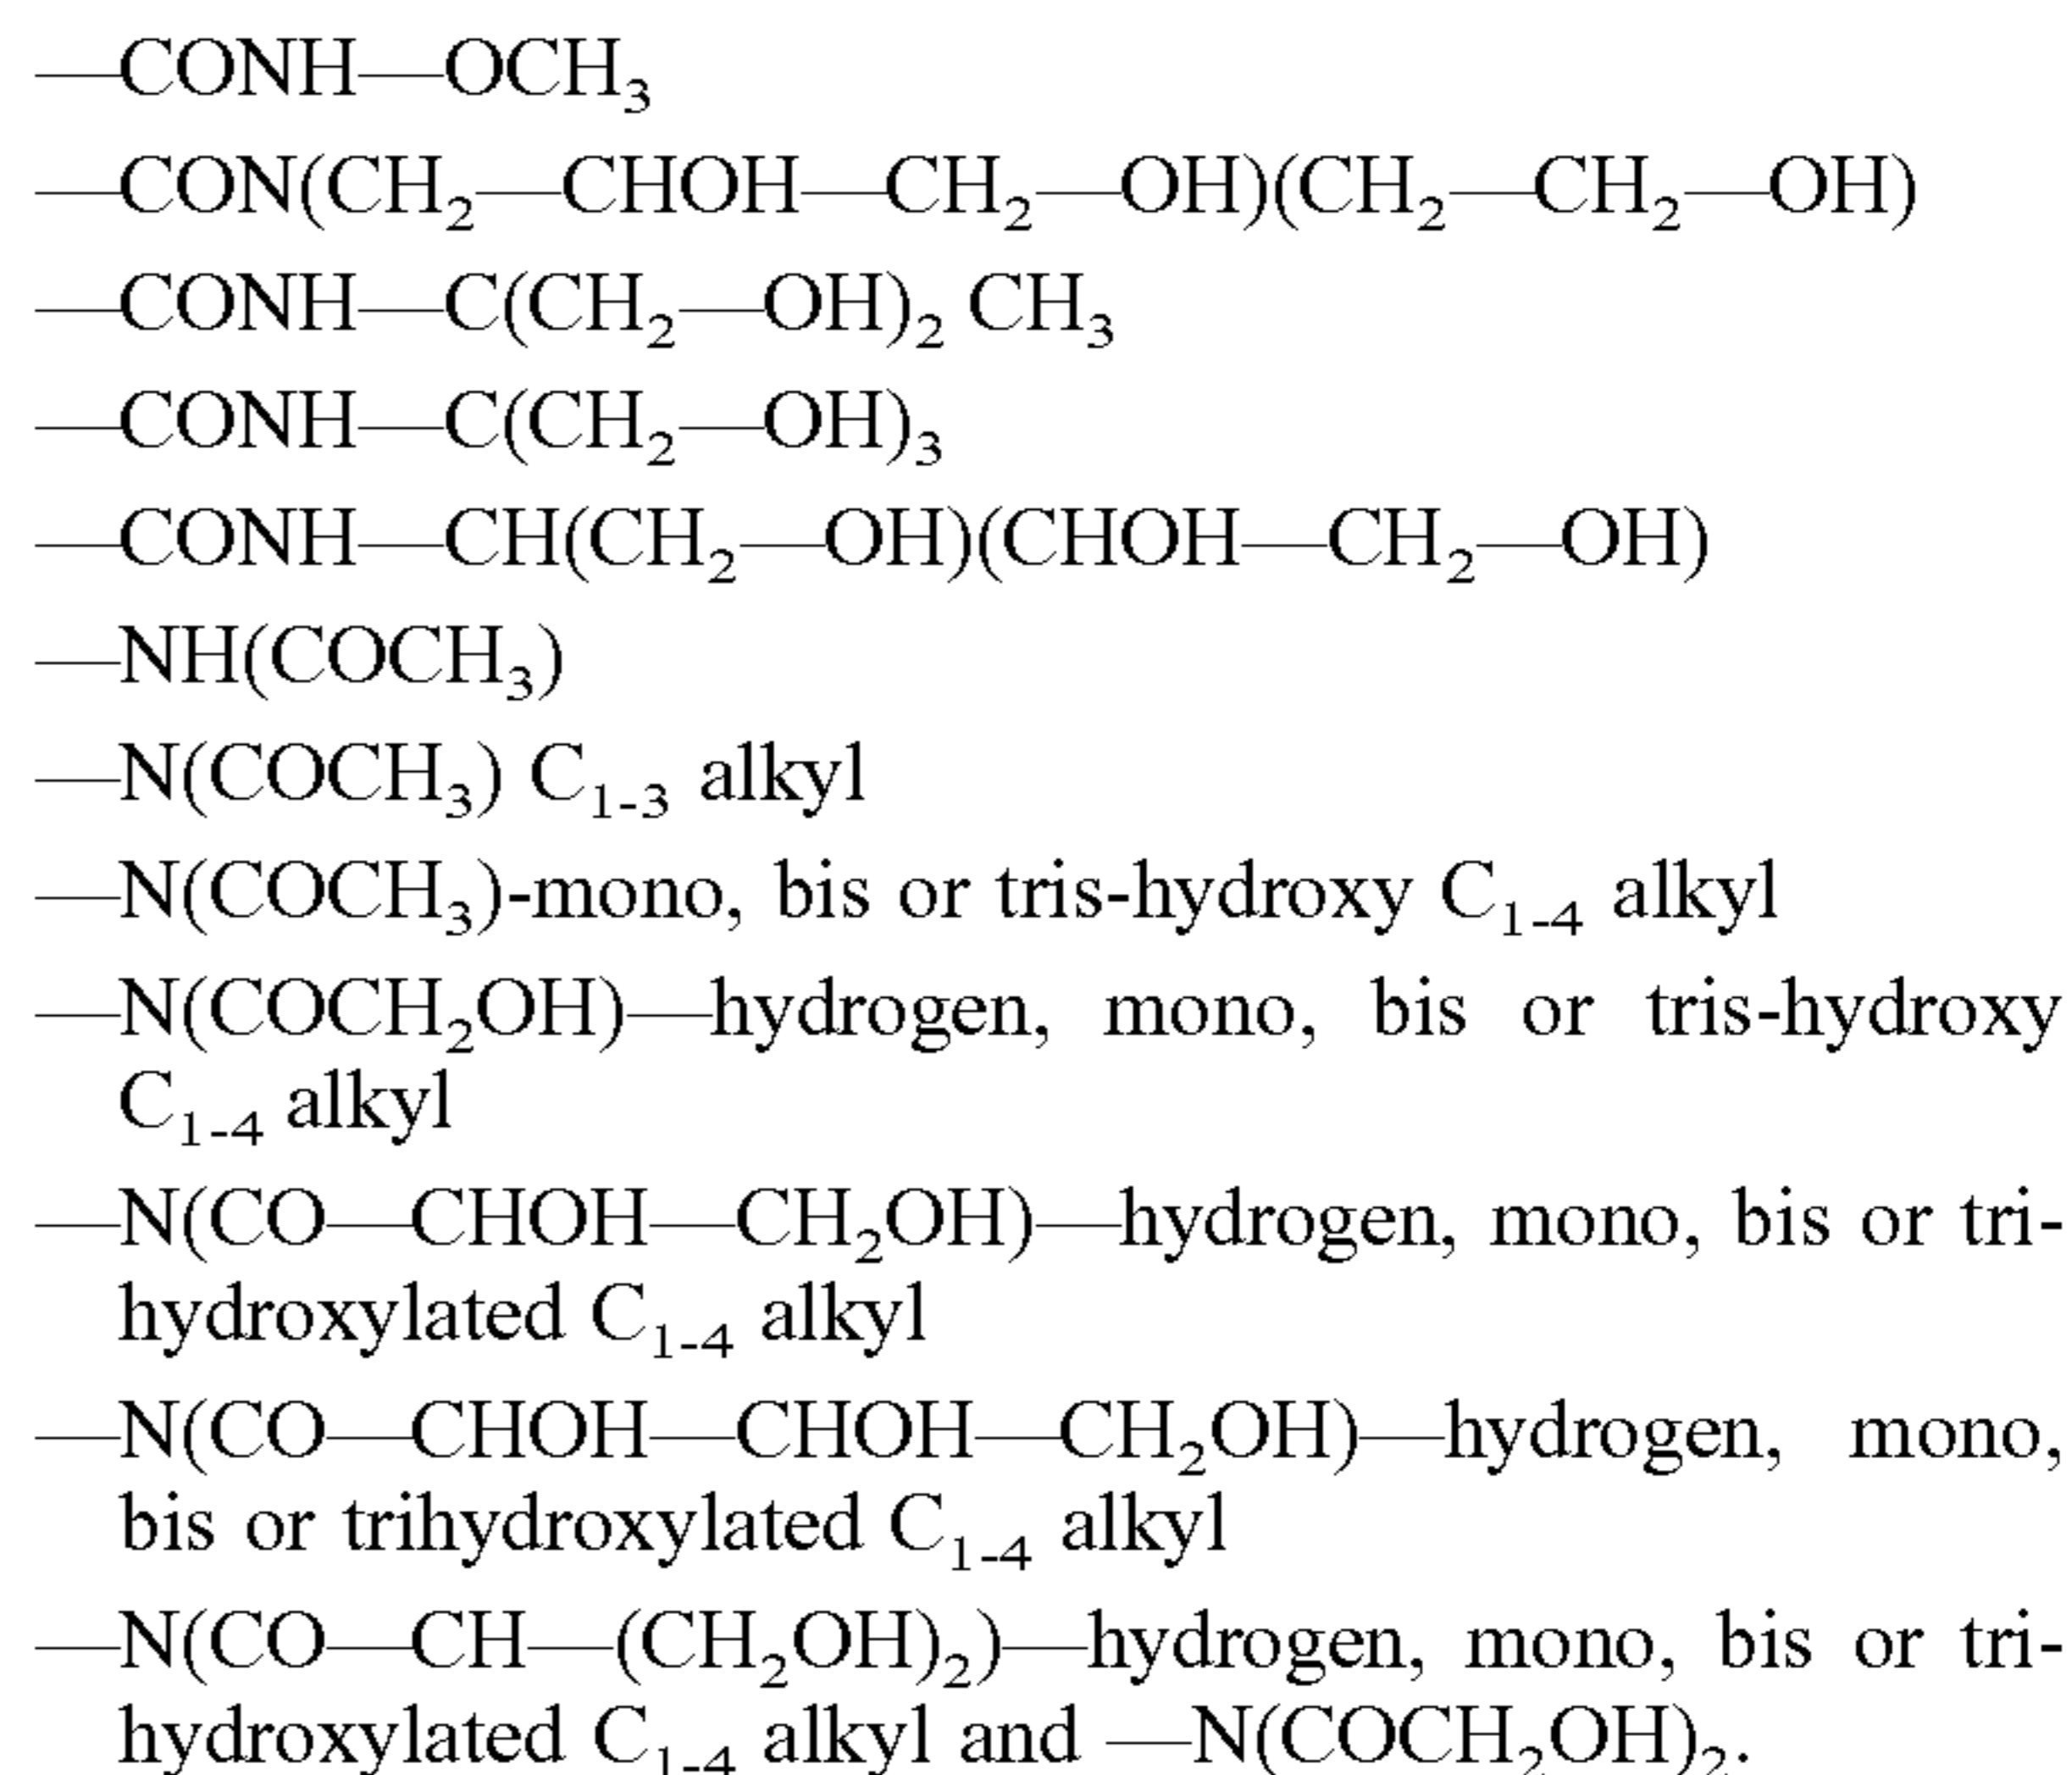 —CONH—OCH₃
—CON(CH₂—CHOH—CH₂—OH)(CH₂—CH₂—OH)
—CONH—C(CH₂—OH)₂ CH₃
—CONH—C(CH₂—OH)₃
—CONH—CH(CH₂—OH)(CHOH—CH₂—OH)
—NH(COCH₃)
—N(COCH₃) C₁₋₃ alkyl
—N(COCH₃)-mono, bis or tris-hydroxy C₁₋₄ alkyl
—N(COCH₂OH)—hydrogen, mono, bis or tris-hydroxy
C₁₋₄ alkyl
—N(CO—CHOH—CH₂OH)—hydrogen, mono, bis or tri-
hydroxylated C₁₋₄ alkyl
—N(CO—CHOH—CHOH—CH₂OH)—hydrogen, mono,
bis or trihydroxylated C₁₋₄ alkyl
—N(CO—CH—(CH₂OH)₂)—hydrogen, mono, bis or tri-
hydroxylated C₁₋₄ alkyl and —N(COCH₂OH)₂.